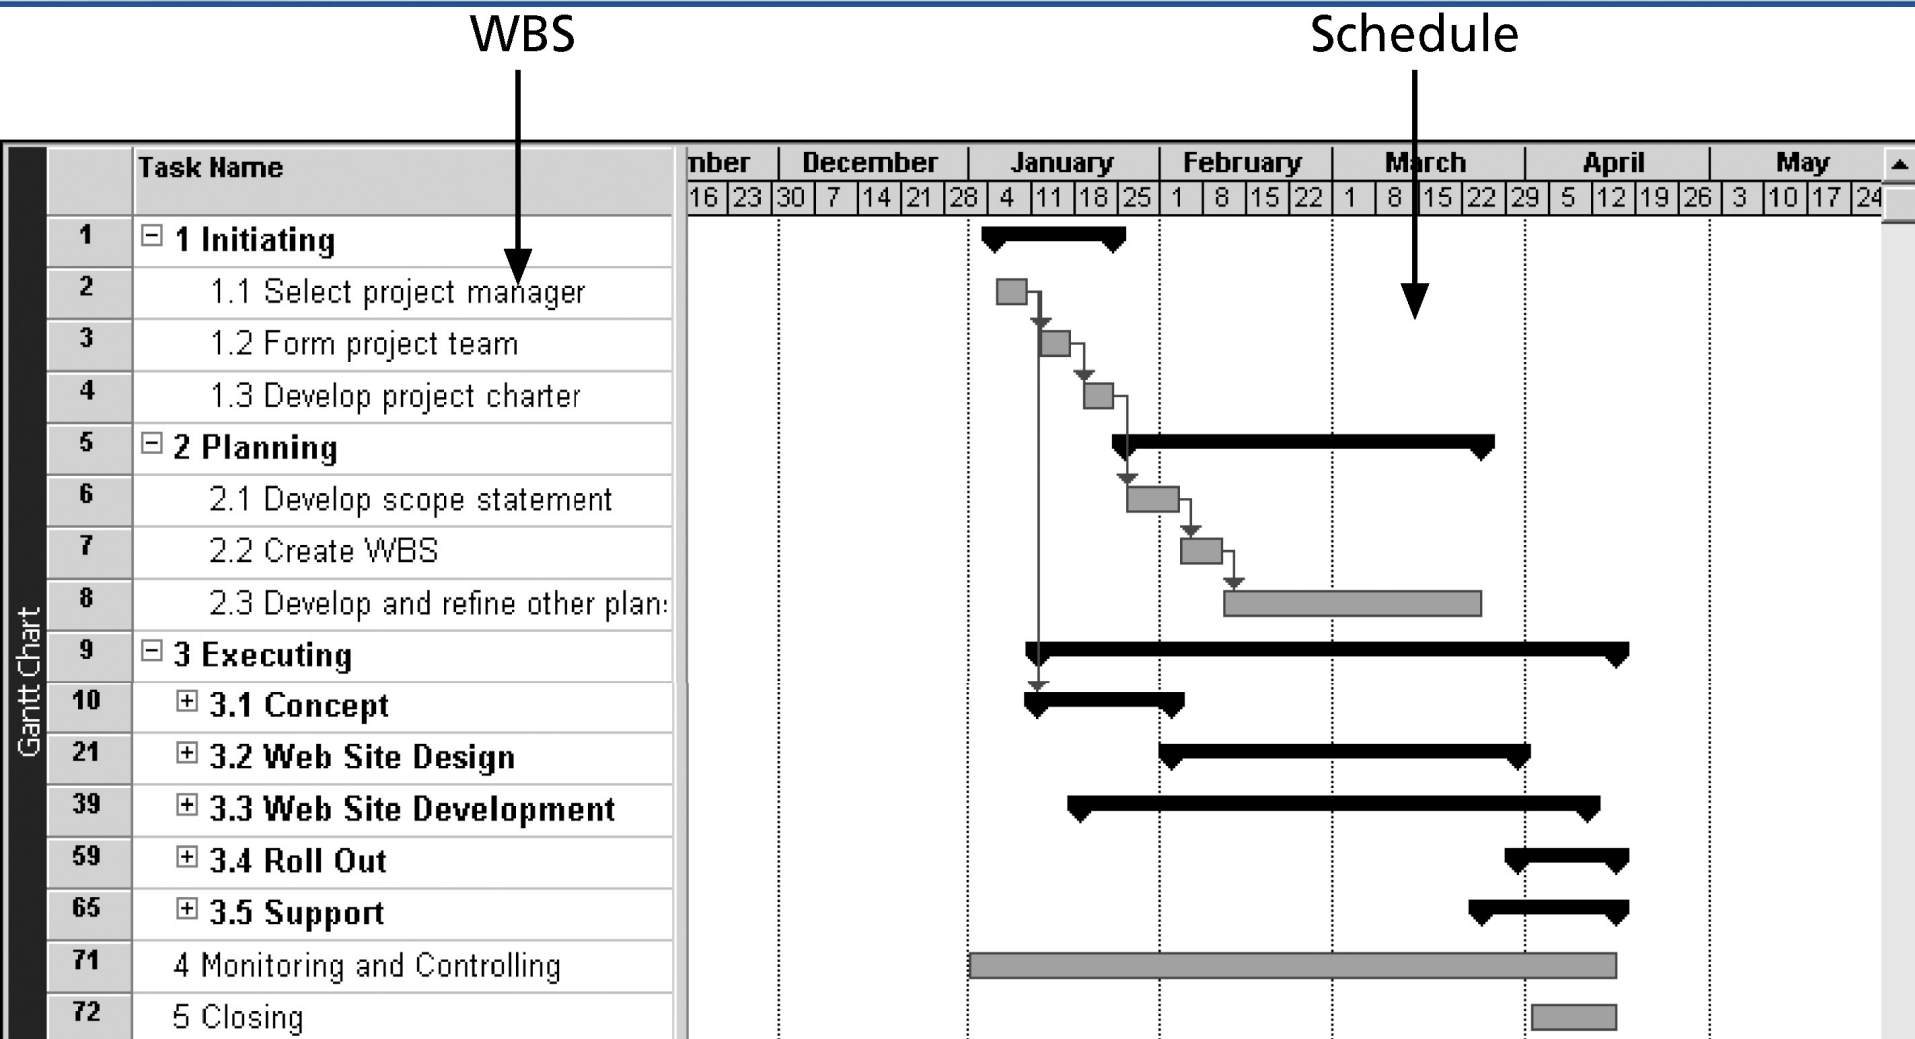 WBS Schedule
Task Name
mber December January February March April May
16 23 30 7 14 21 28 4 11 18 25 1 8 15 22 1 8 15 22 29 5 12 19 26 3 10 17 24
1 1 Initiating
2 1.1 Select project manager
3 1.2 Form project team
4 1.3 Develop project charter
5 2 Planning
6 2.1 Develop scope statement
7 2.2 Create WBS
8 2.3 Develop and refine other plans
9 3 Executing
10 3.1 Concept
21 3.2 Web Site Design
39 3.3 Web Site Development
59 3.4 Roll Out
65 3.5 Support
71 4 Monitoring and Controlling
72 5 Closing
Gantt Chart